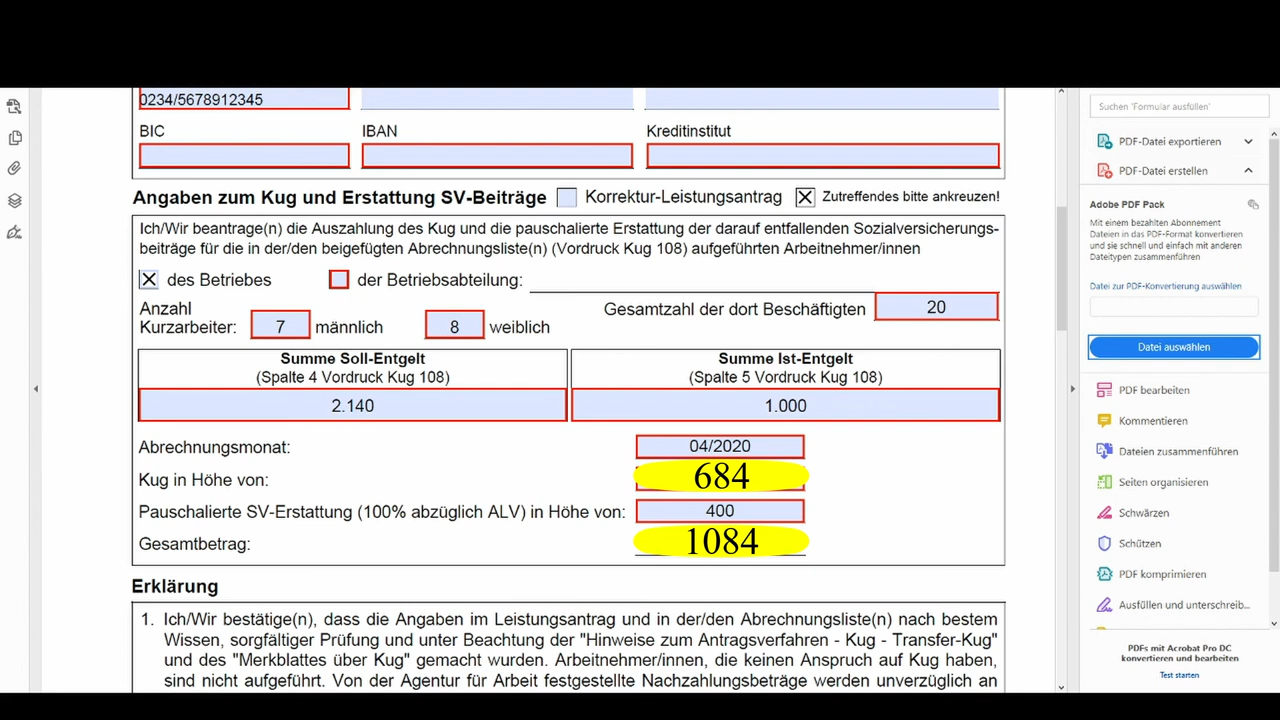 0234/5678912345
BIC
IBAN
Kreditinstitut
Angaben zum Kug und Erstattung SV-Beiträge
Korrektur-Leistungsantrag
Zutreffendes bitte ankreuzen!
Ich/Wir beantrage(n) die Auszahlung des Kug und die pauschalierte Erstattung der darauf entfallenden Sozialversicherungs-
beiträge für die in der/den beigefügten Abrechnungsliste(n) (Vordruck Kug 108) aufgeführten Arbeitnehmer/innen
des Betriebes
der Betriebsabteilung:
Anzahl
Kurzarbeiter: 7 männlich 8 weiblich
Gesamtzahl der dort Beschäftigten 20
Summe Soll-Entgelt
(Spalte 4 Vordruck Kug 108)
2.140
Summe Ist-Entgelt
(Spalte 5 Vordruck Kug 108)
1.000
Abrechnungsmonat: 04/2020
Kug in Höhe von: 684
Pauschalierte SV-Erstattung (100% abzüglich ALV) in Höhe von: 400
Gesamtbetrag: 1084
Erklärung
1. Ich/Wir bestätige(n), dass die Angaben im Leistungsantrag und in der/den Abrechnungsliste(n) nach bestem
Wissen, sorgfältiger Prüfung und unter Beachtung der "Hinweise zum Antragsverfahren - Kug - Transfer-Kug"
und des "Merkblattes über Kug" gemacht wurden. Arbeitnehmer/innen, die keinen Anspruch auf Kug haben,
sind nicht aufgeführt. Von der Agentur für Arbeit festgestellte Nachzahlungsbeträge werden unverzüglich an
Suchen 'Formular ausfüllen'
PDF-Datei exportieren
PDF-Datei erstellen
Adobe PDF Pack
Mit einem bezahlten Abonnement
Dateien in das PDF-Format konvertieren
und sie schnell und einfach mit anderen
Dateitypen zusammenführen
Datei zur PDF-Konvertierung auswählen
Datei auswählen
PDF bearbeiten
Kommentieren
Dateien zusammenführen
Seiten organisieren
Schwärzen
Schützen
PDF komprimieren
Ausfüllen und unterschreib...
PDFs mit Acrobat Pro DC
konvertieren und bearbeiten
Test starten